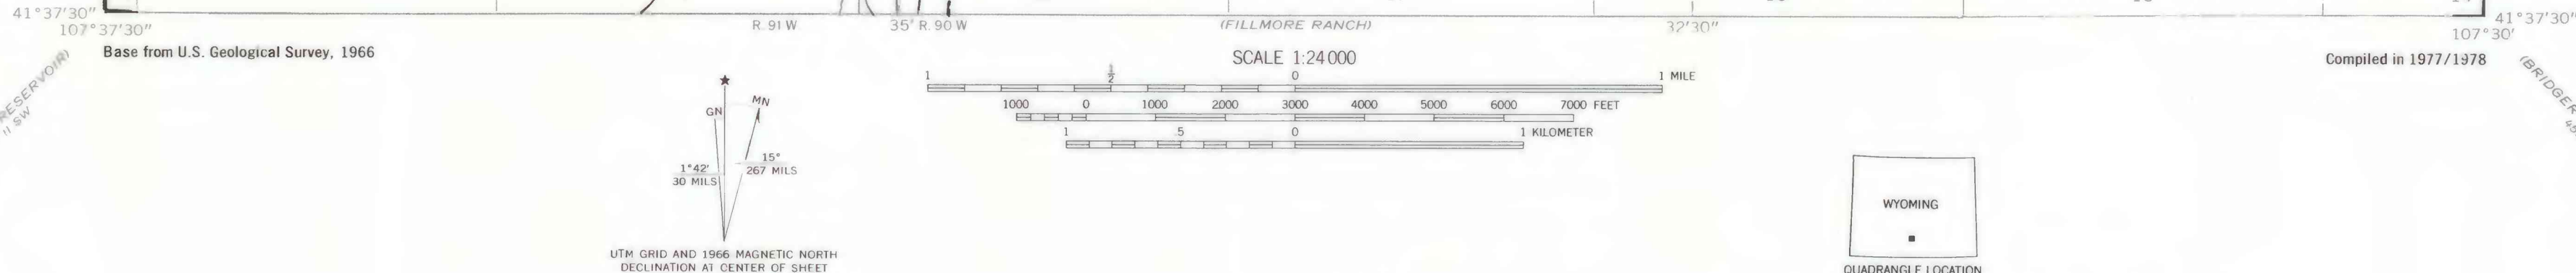 41°37'30"
107°37'30"
R. 91 W
35' R. 90 W
(FILLMORE RANCH)
32'30"
41°37'30"
107°30'
RESERVOIR)
11 SW
Base from U.S. Geological Survey, 1966
SCALE 1:24 000
Compiled in 1977/1978
(BRIDGER
1 ½ 0 1 MILE
1000 0 1000 2000 3000 4000 5000 6000 7000 FEET
1 .5 0 1 KILOMETER
★
GN
MN
1°42'
30 MILS
15°
267 MILS
UTM GRID AND 1966 MAGNETIC NORTH
DECLINATION AT CENTER OF SHEET
WYOMING
QUADRANGLE LOCATION